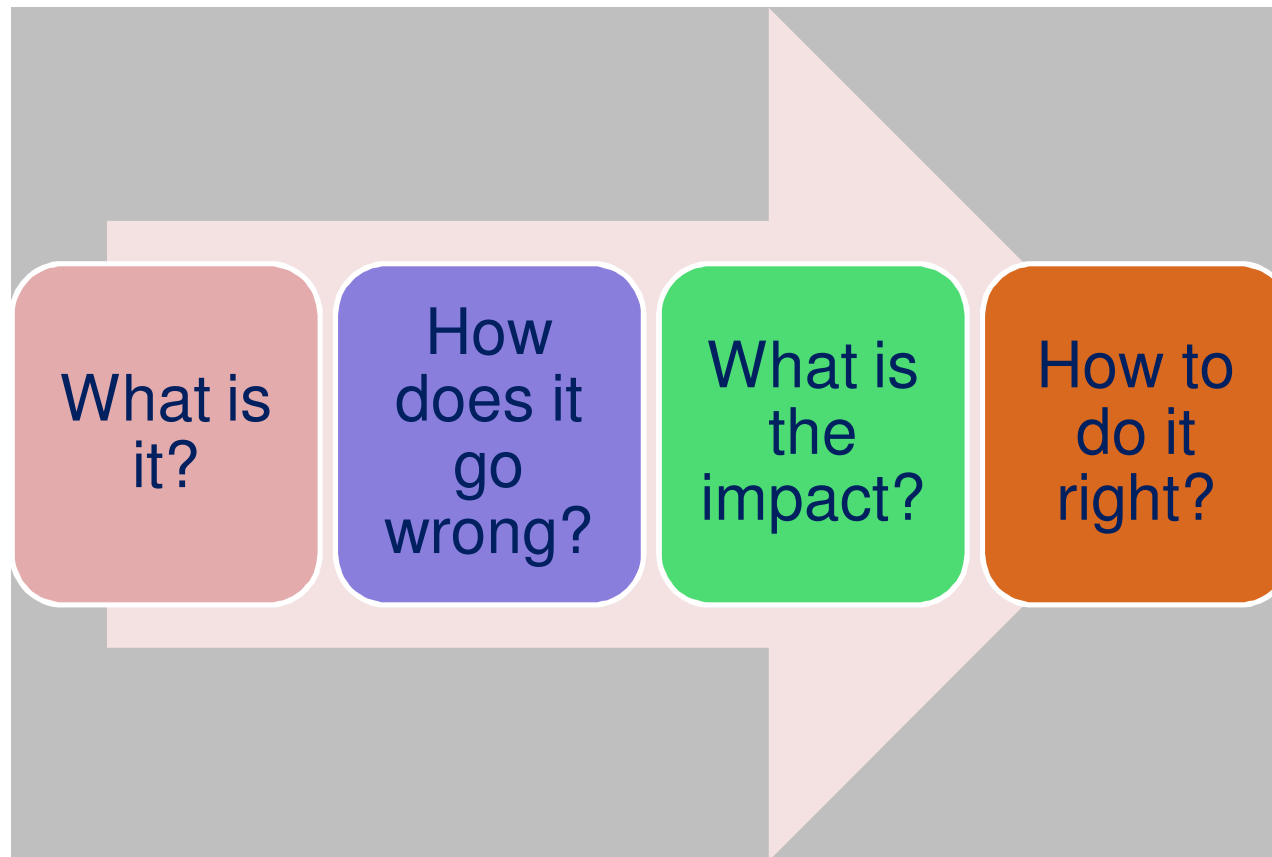 What is
it?
How
does it
go
wrong?
What is
the
impact?
How to
do it
right?